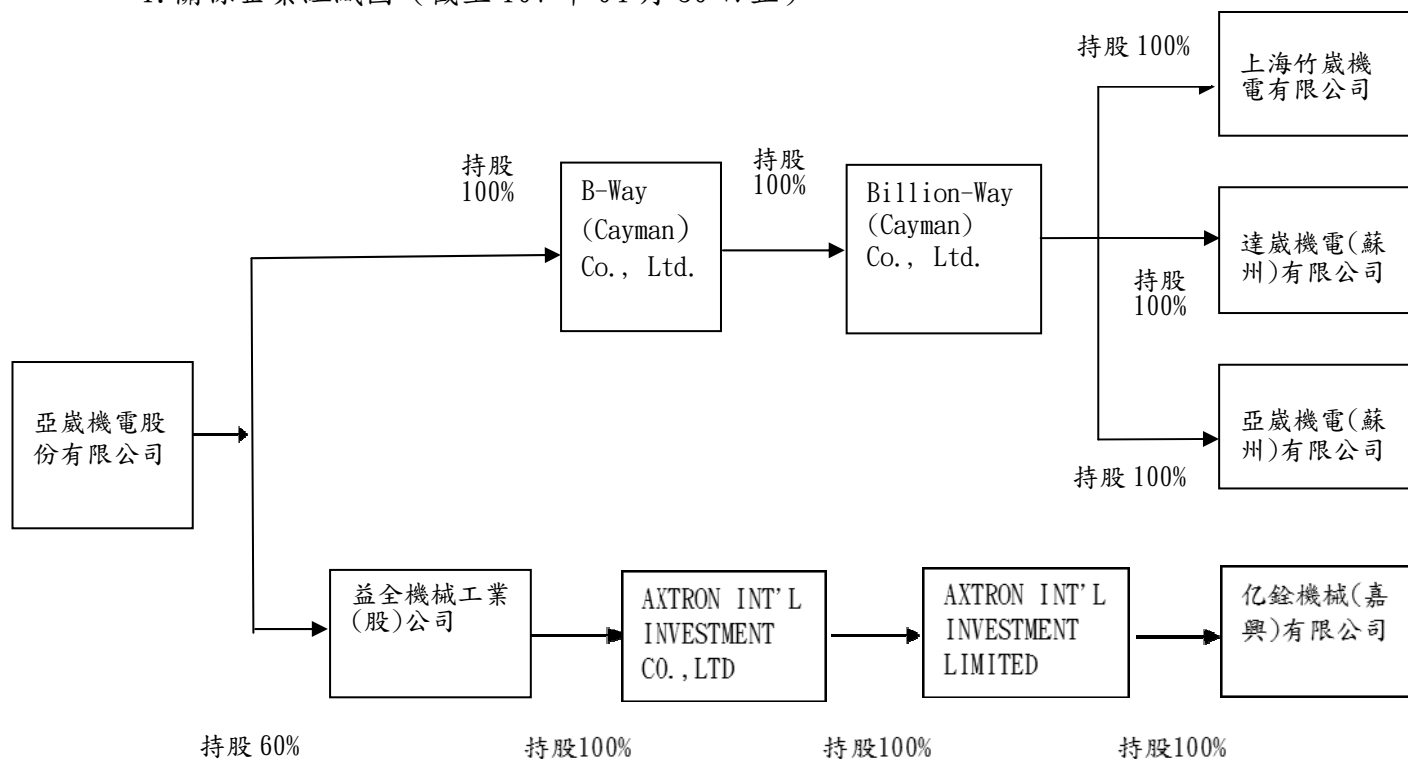 持股 100%
上海竹崴機
電有限公司
持股
100%
B-Way
(Cayman)
Co., Ltd.
持股
100%
Billion-Way
(Cayman)
Co., Ltd.
達崴機電(蘇
州)有限公司
持股
100%
亞崴機電股
份有限公司
亞崴機電(蘇
州)有限公司
持股 100%
益全機械工業
(股)公司
AXTRON INT'L
INVESTMENT
CO.,LTD
AXTRON INT'L
INVESTMENT
LIMITED
亿銓機械(嘉
興)有限公司
持股 60%
持股100%
持股100%
持股100%